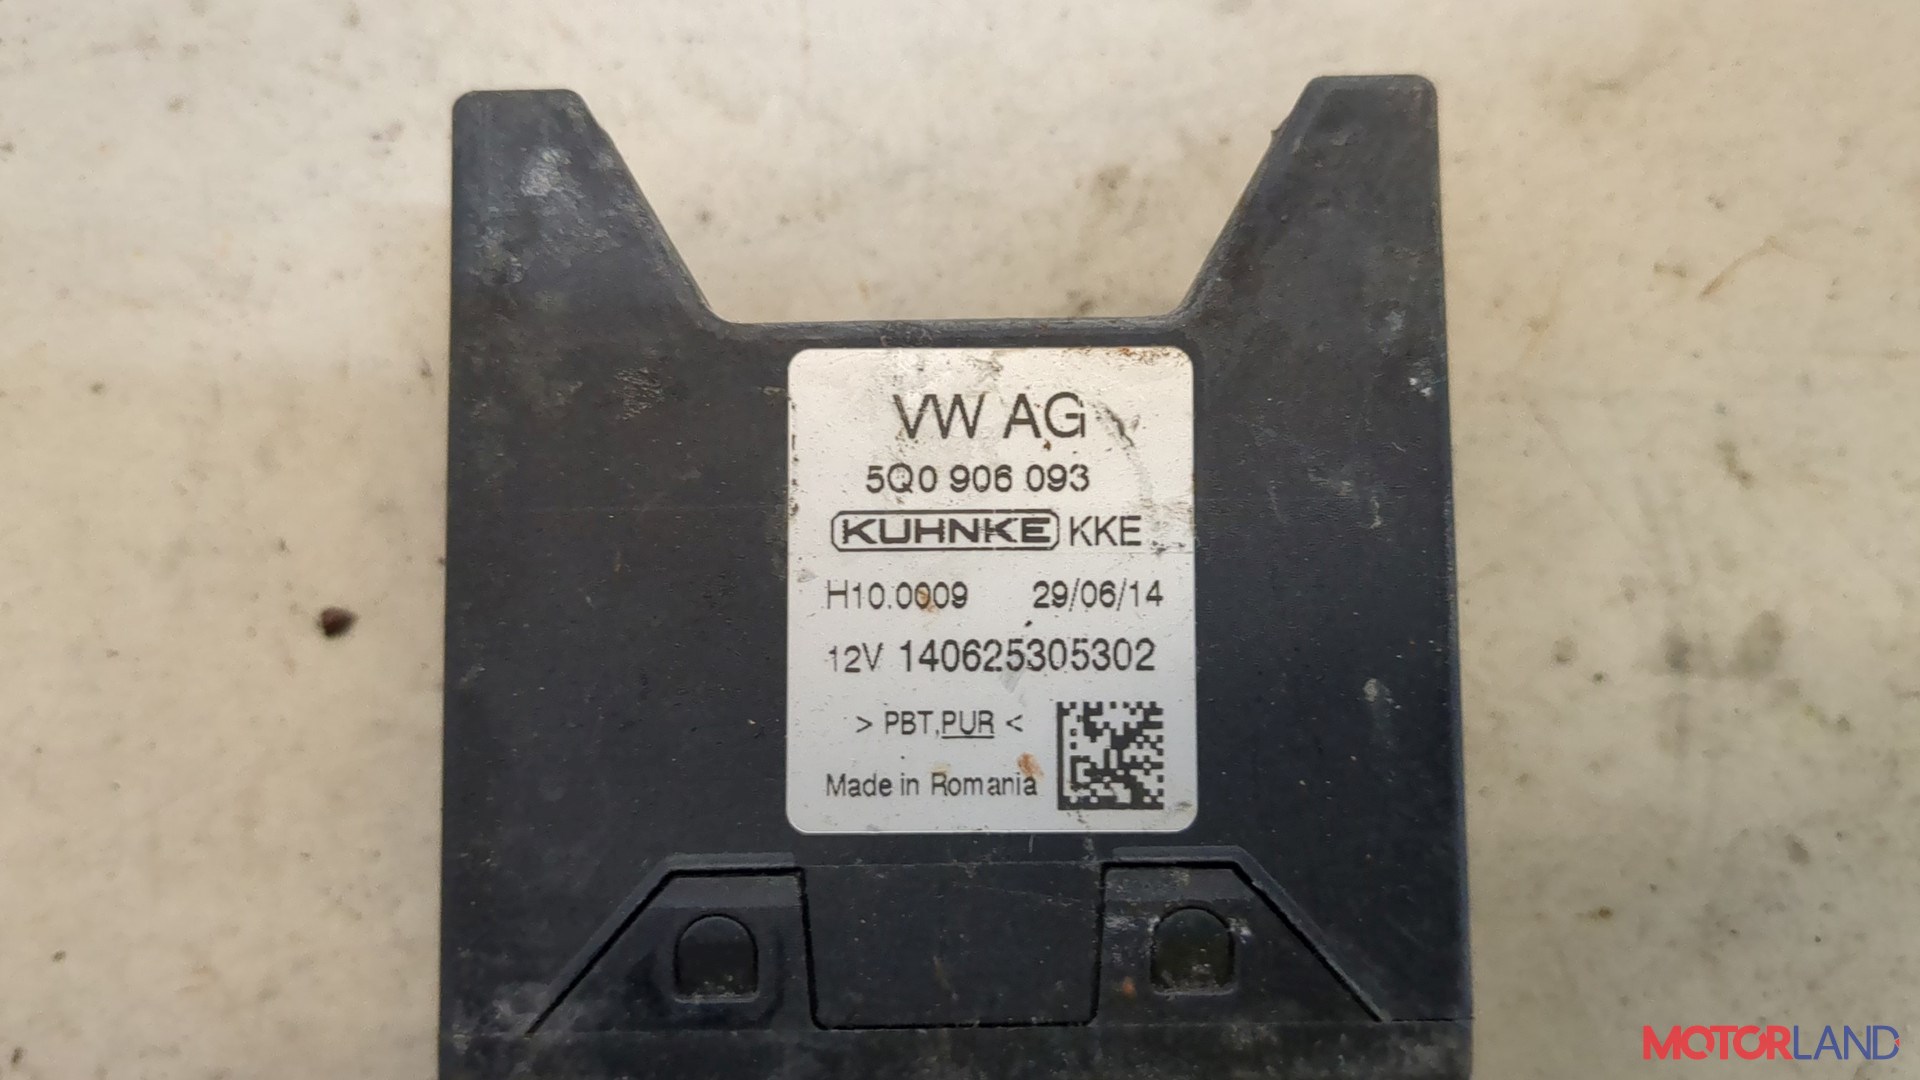 VW AG
5Q0 906 093
KUHNKE KKE
H10.0009 29/06/14
12V 140625305302
> PBT,PUR <
Made in Romania
MOTORLAND